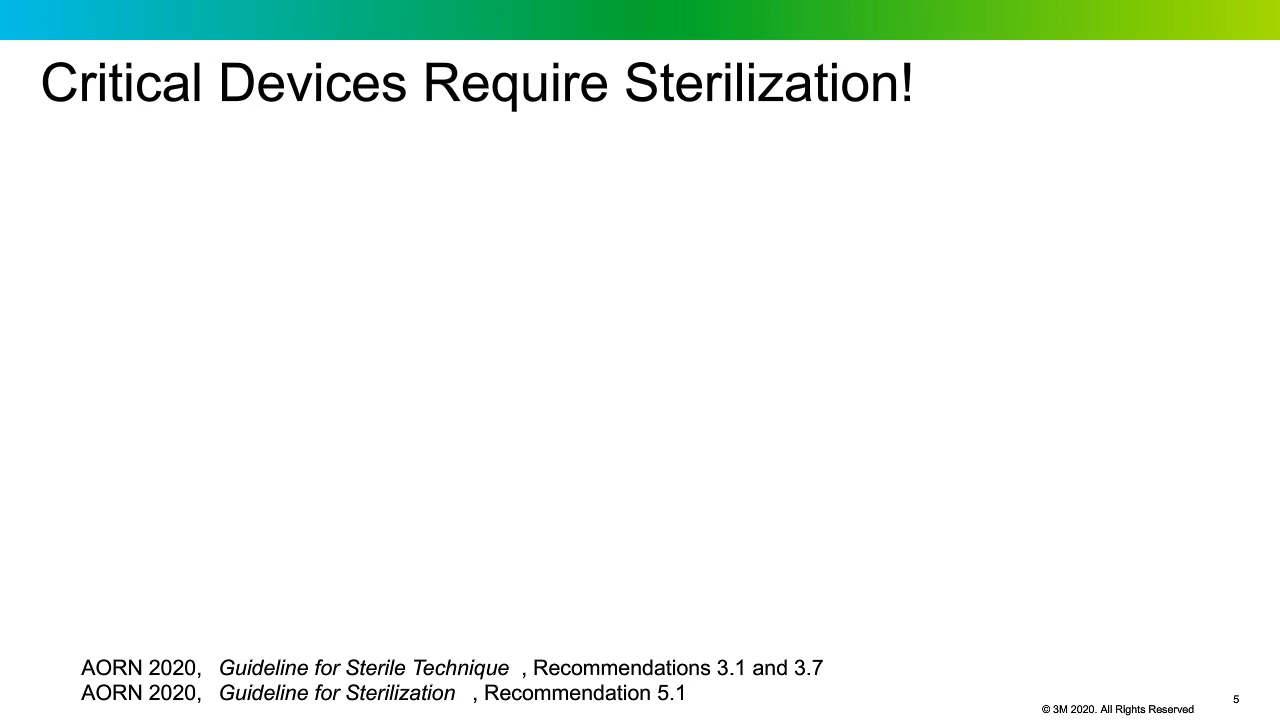 Critical Devices Require Sterilization!
AORN 2020, Guideline for Sterile Technique , Recommendations 3.1 and 3.7
AORN 2020, Guideline for Sterilization , Recommendation 5.1
© 3M 2020. All Rights Reserved
5